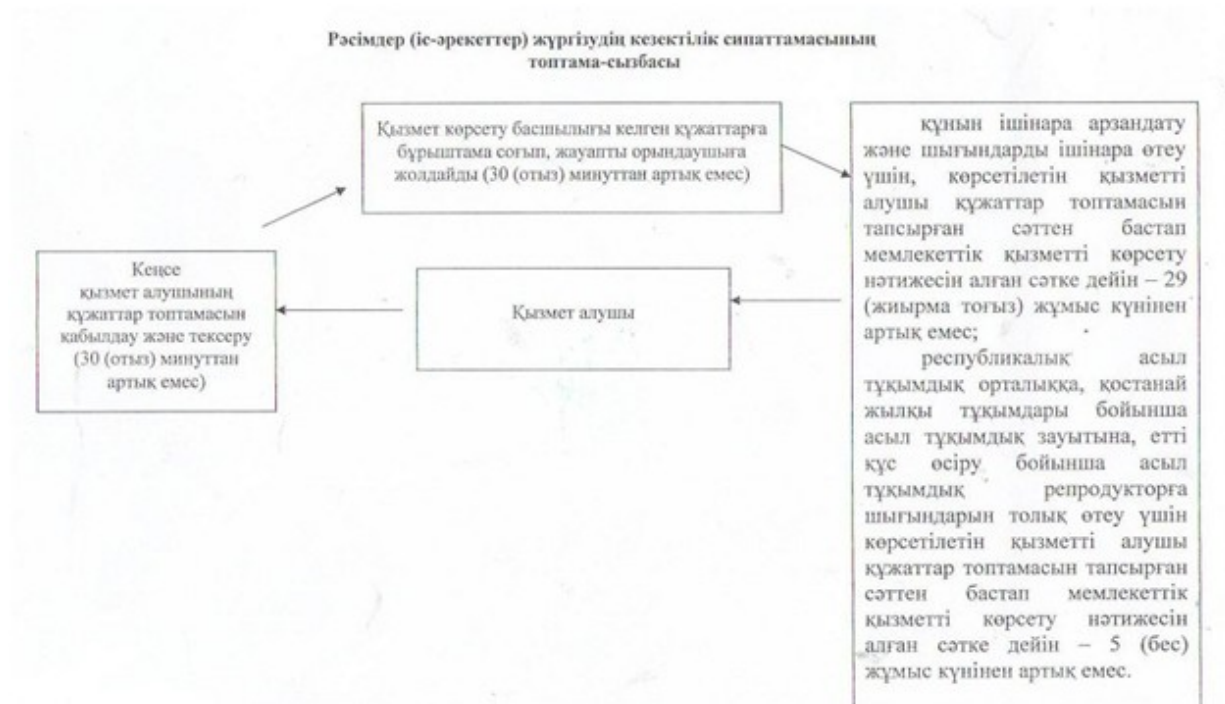 Рәсімдер (іс-әрекеттер) жүргізудің кезектілік сипаттамасының
топтама-сызбасы
Қызмет көрсету басшылығы келген құжаттарға
бұрыштама соғып, жауапты орындаушыға
жолдайды (30 (отыз) минуттан артық емес)
Кеңсе
қызмет алушының
құжаттар топтамасын
қабылдау және тексеру
(30 (отыз) минуттан
артық емес)
Қызмет алушы
құнын ішінара арзандату
және шығындарды ішінара өтеу
үшін, көрсетілетін қызметті
алушы құжаттар топтамасын
тапсырған сәттен бастап
мемлекеттік қызметті көрсету
нәтижесін алған сәтке дейін – 29
(жиырма тоғыз) жұмыс күнінен
артық емес;
республикалық асыл
тұқымдық орталыққа, қостанай
жылқы тұқымдары бойынша
асыл тұқымдық зауытына, етті
құс өсіру бойынша асыл
тұқымдық репродукторға
шығындарын толық өтеу үшін
көрсетілетін қызметті алушы
құжаттар топтамасын тапсырған
сәттен бастап мемлекеттік
қызметті көрсету нәтижесін
алған сәтке дейін – 5 (бес)
жұмыс күнінен артық емес.